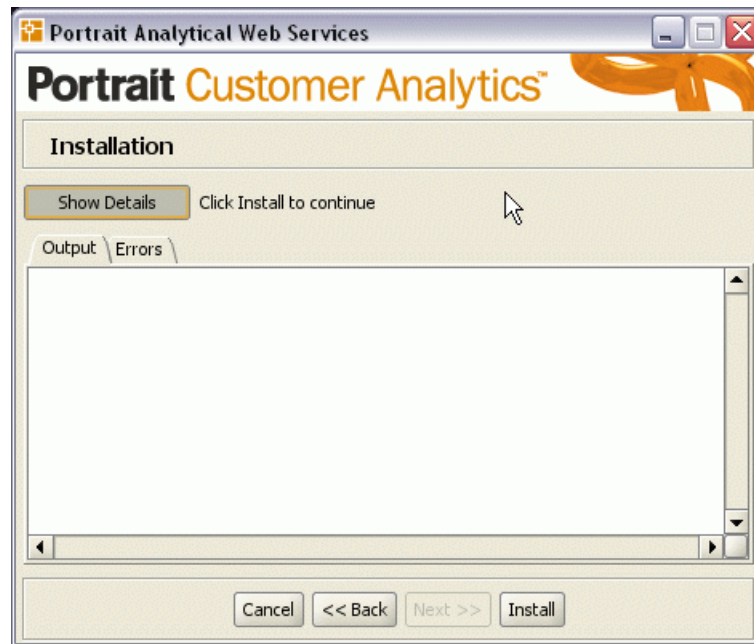 Portrait Analytical Web Services
Portrait Customer Analytics™
Installation
Show Details Click Install to continue
Output Errors
Cancel << Back Next >> Install